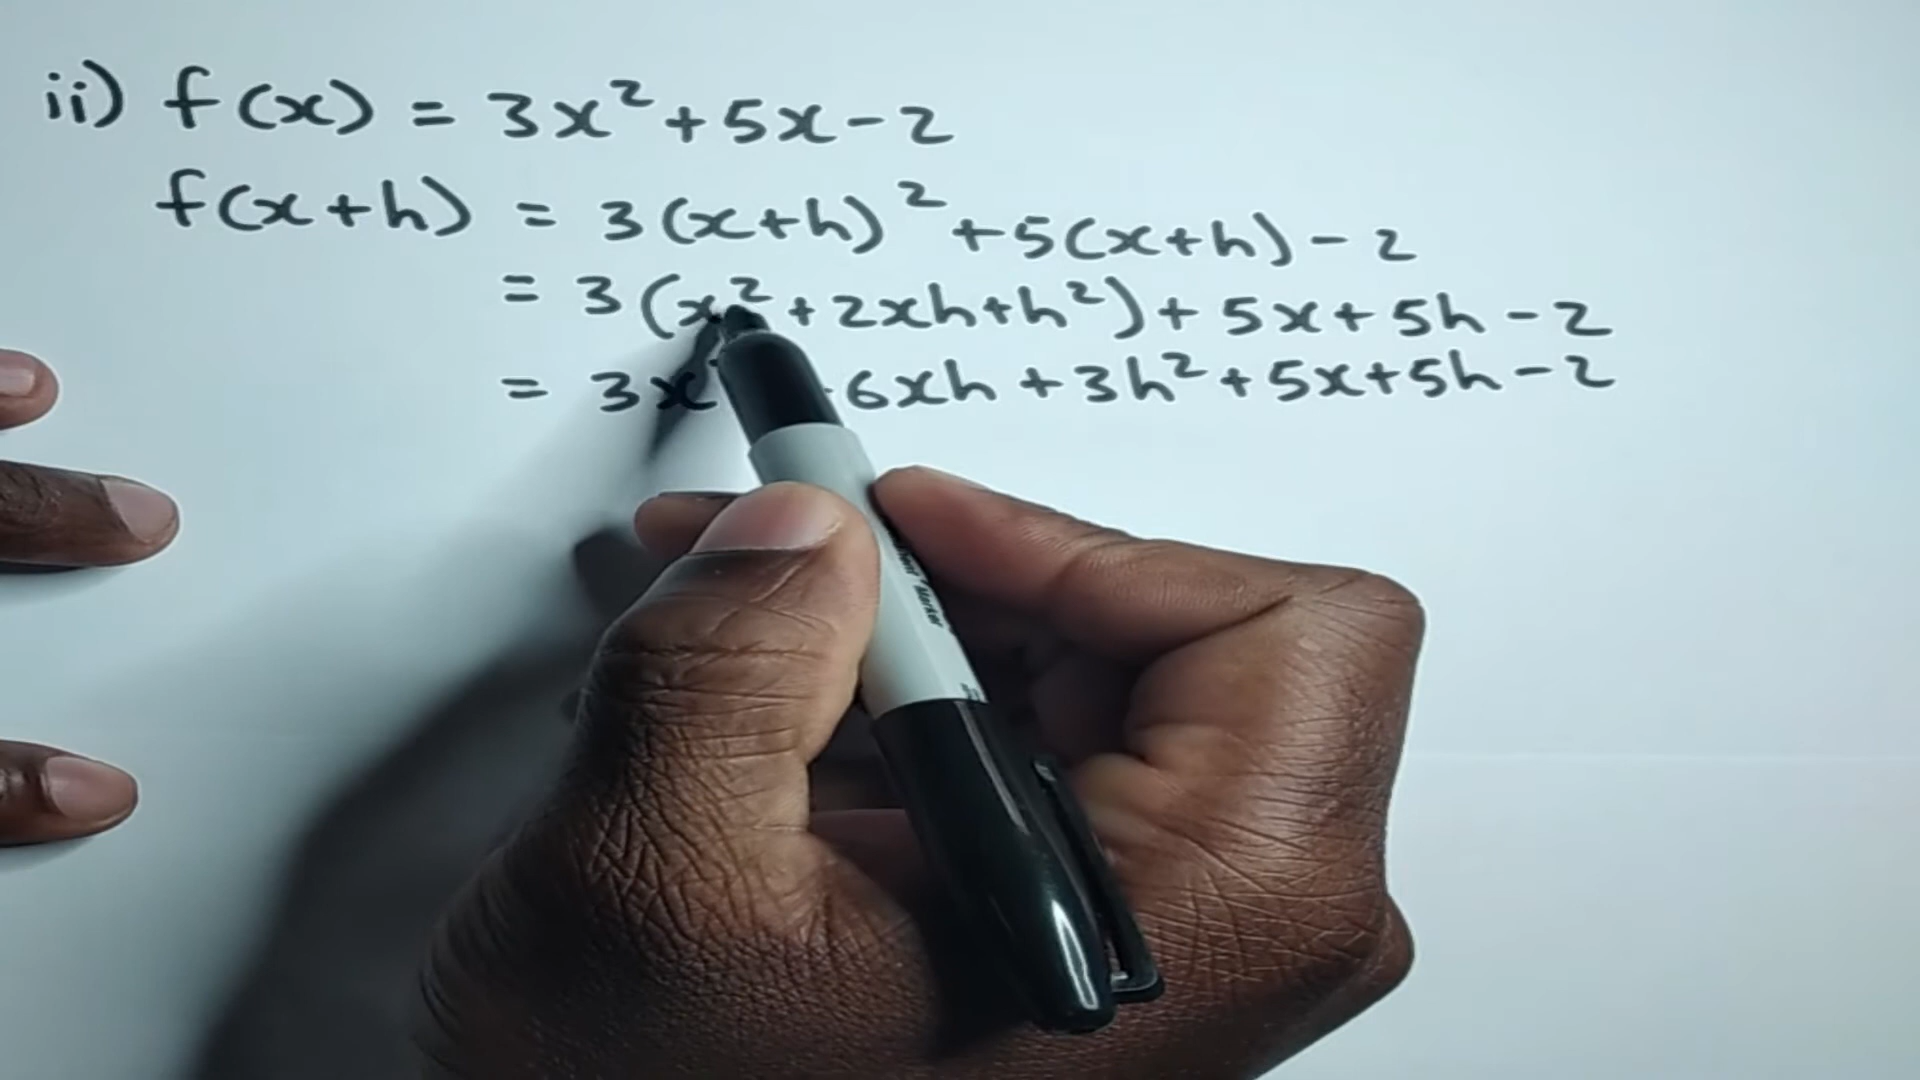 ii) f(x) = 3x² + 5x - 2
f(x+h) = 3(x+h)² + 5(x+h) - 2
= 3(x² + 2xh + h²) + 5x + 5h - 2
= 3x 6xh + 3h² + 5x + 5h - 2
Marker